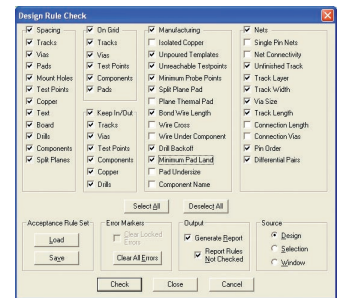 Design Rule Check
Spacing
Tracks
Vias
Pads
Mount Holes
Test Points
Copper
Text
Board
Drills
Components
Split Planes
On Grid
Tracks
Vias
Test Points
Components
Pads
Keep In/Out
Tracks
Vias
Test Points
Components
Copper
Drills
Manufacturing
Isolated Copper
Unpoured Templates
Unreachable Testpoints
Minimum Probe Points
Split Plane Pad
Plane Thermal Pad
Bond Wire Length
Wire Cross
Wire Under Component
Drill Backoff
Minimum Pad Land
Pad Undersize
Component Name
Nets
Single Pin Nets
Net Connectivity
Unfinished Track
Track Layer
Track Width
Via Size
Track Length
Connection Length
Connection Vias
Pin Order
Differential Pairs
Select All
Deselect All
Acceptance Rule Set
Load
Save
Error Markers
Clear Locked
Errors
Clear All Errors
Output
Generate Report
Report Rules
Not Checked
Source
Design
Selection
Window
Check
Close
Cancel